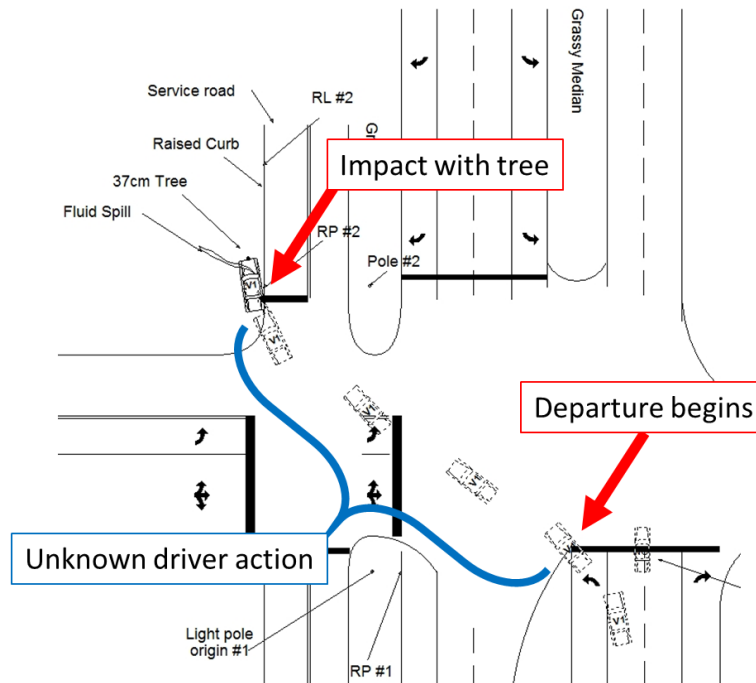 Grassy Median
Service road
RL #2
Raised Curb
Gr
Impact with tree
37cm Tree
Fluid Spill
RP #2
Pole #2
V1
V1
V1
Departure begins
V1
Unknown driver action
V1
Light pole
origin #1
RP #1